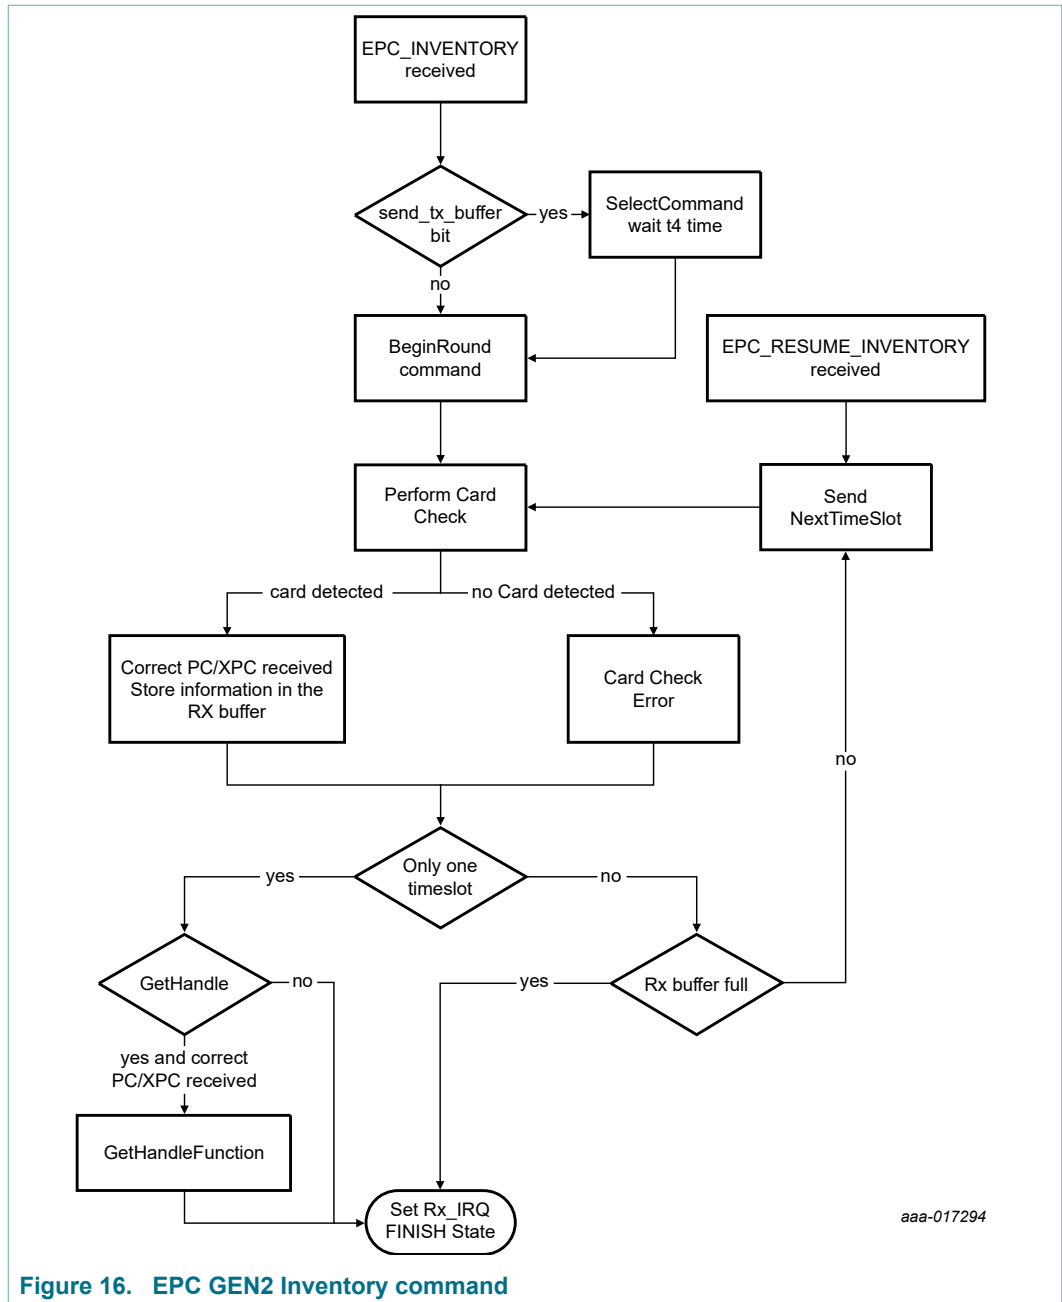 EPC_INVENTORY
received
send_tx_buffer
bit
yes
SelectCommand
wait t4 time
no
BeginRound
command
EPC_RESUME_INVENTORY
received
Perform Card
Check
Send
NextTimeSlot
card detected
no Card detected
Correct PC/XPC received
Store information in the
RX buffer
Card Check
Error
no
Only one
timeslot
yes
no
GetHandle
no
yes
Rx buffer full
yes and correct
PC/XPC received
GetHandleFunction
Set Rx_IRQ
FINISH State
aaa-017294
Figure 16. EPC GEN2 Inventory command